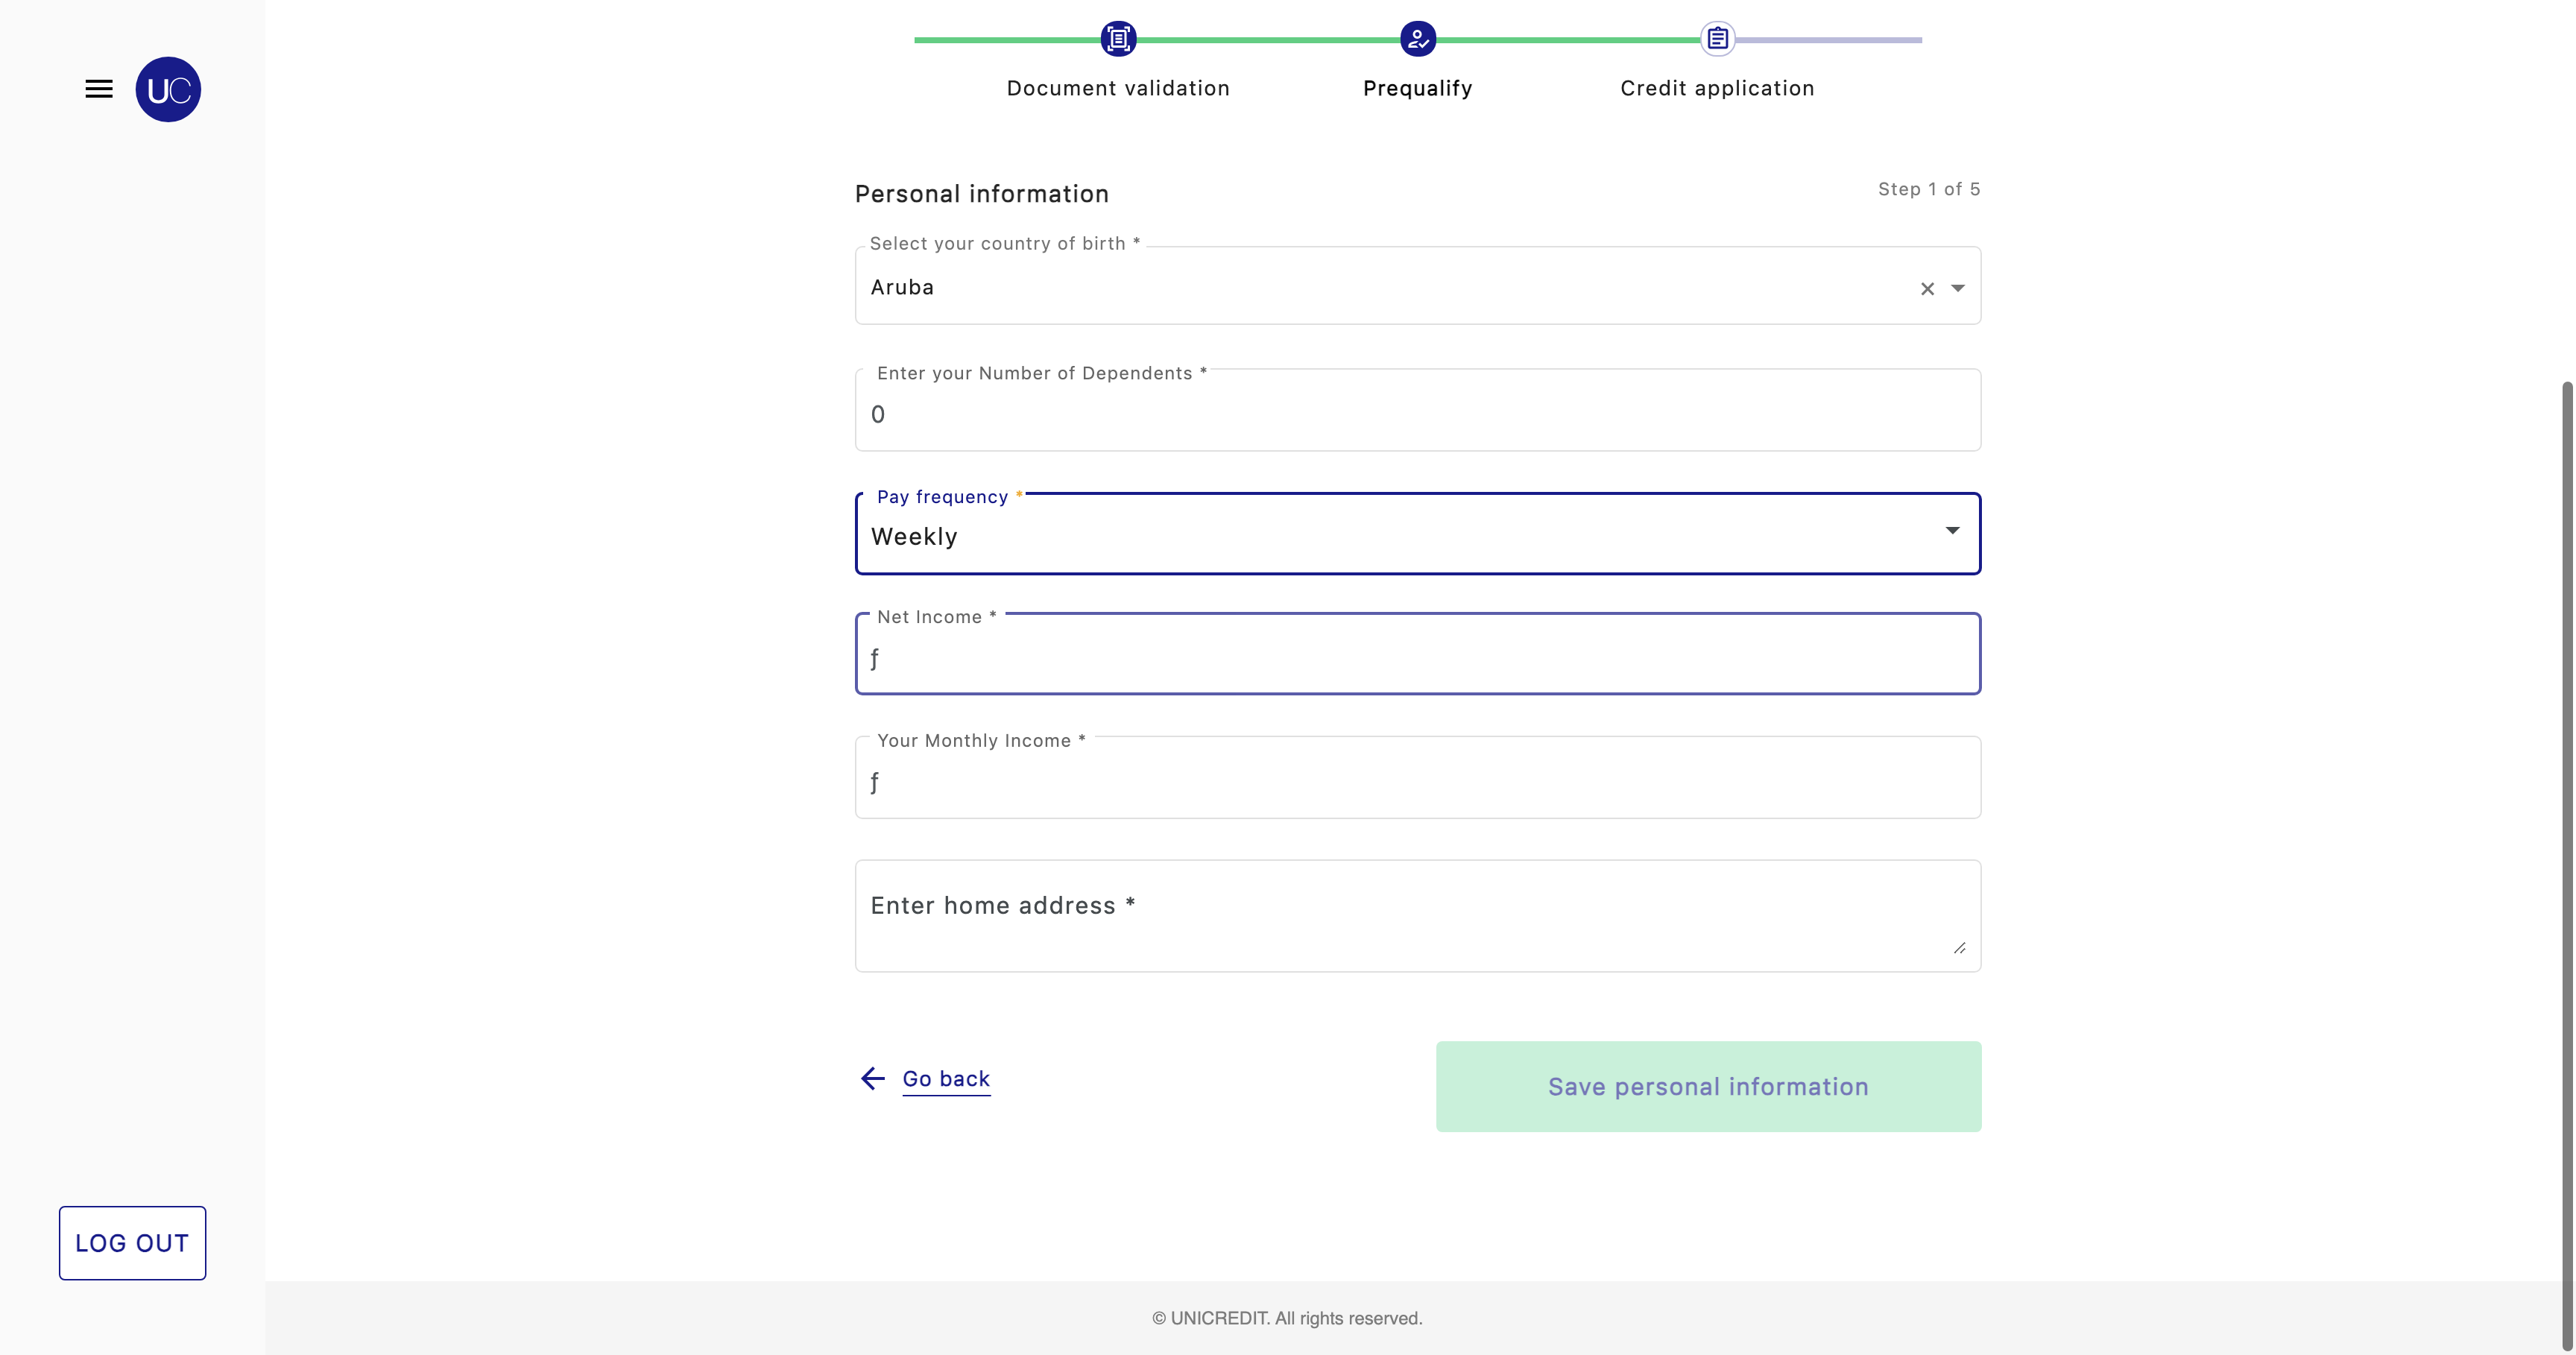 UC
Document validation
Prequalify
Credit application
Personal information
Step 1 of 5
Select your country of birth *
Aruba
Enter your Number of Dependents *
0
Pay frequency *
Weekly
Net Income *
ƒ
Your Monthly Income *
ƒ
Enter home address *
Go back
Save personal information
LOG OUT
© UNICREDIT. All rights reserved.